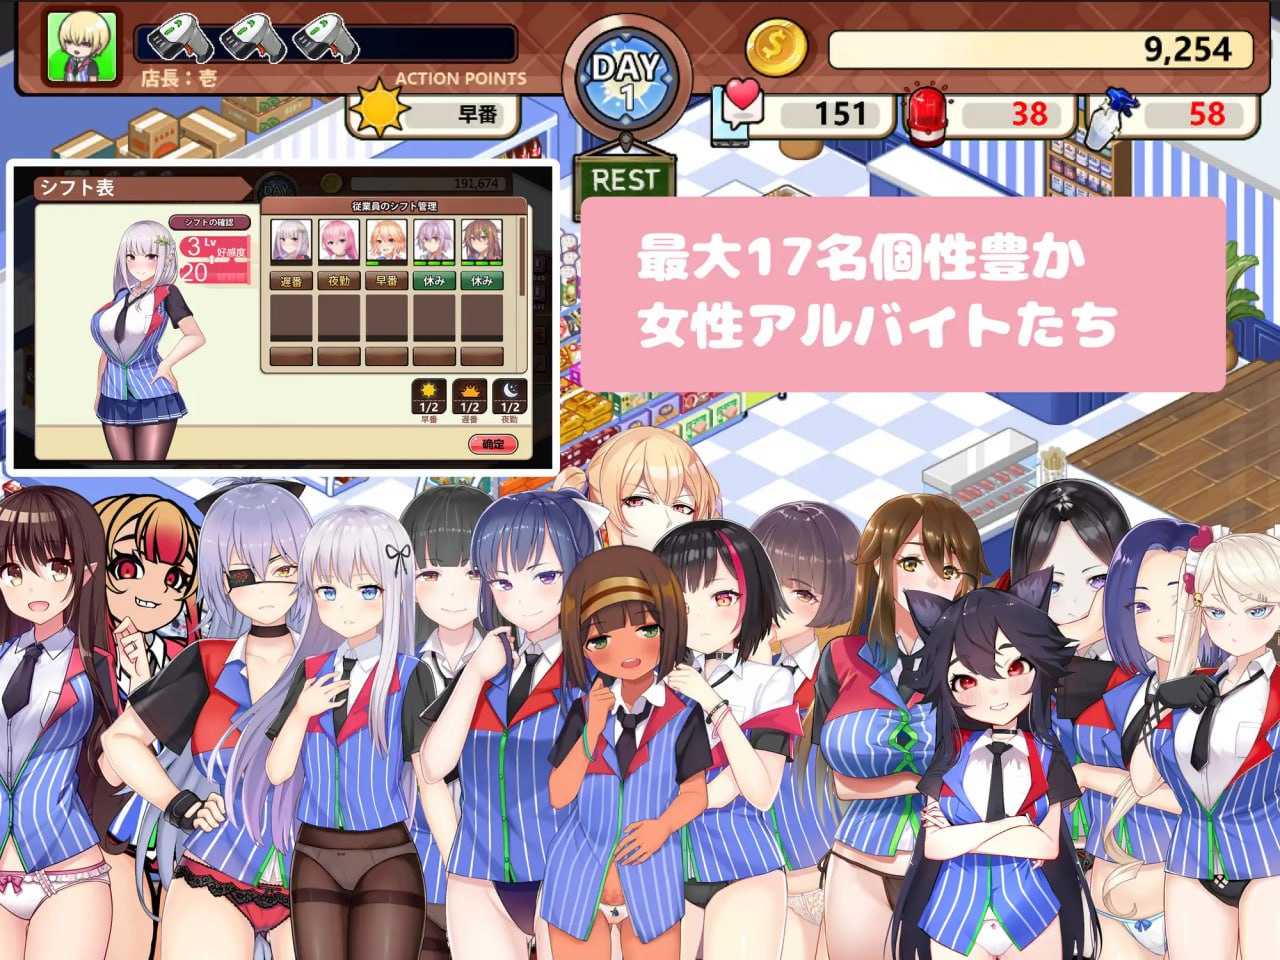 店長：壱
ACTION POINTS
DAY
1
9,254
早番
151
38
58
REST
シフト表
DAY
191,674
シフトの確認
3 Lv 好感度
20
従業員のシフト管理
遅番 夜勤 早番 休み 休み
1/2 1/2 1/2
早番 遅番 夜勤
确定
最大17名個性豊か
女性アルバイトたち